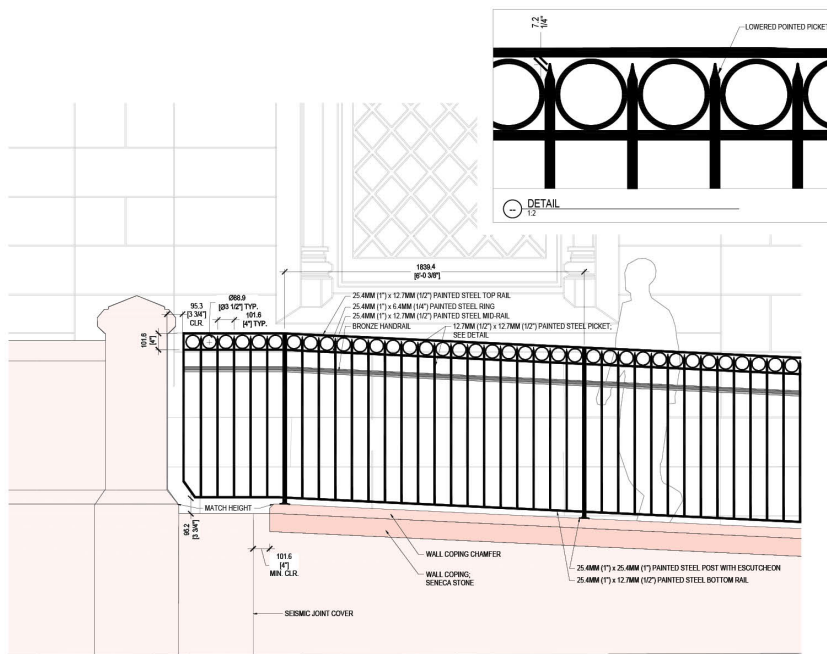 7.2
1/4"
LOWERED POINTED PICKET
--
DETAIL
1:2
1839.4
[6'-0 3/8"]
95.3
[3 3/4"]
CLR.
Ø88.9
[Ø3 1/2"] TYP.
101.6
[4"] TYP.
25.4MM (1") x 12.7MM (1/2") PAINTED STEEL TOP RAIL
25.4MM (1") x 6.4MM (1/4") PAINTED STEEL RING
25.4MM (1") x 12.7MM (1/2") PAINTED STEEL MID-RAIL
BRONZE HANDRAIL
12.7MM (1/2") x 12.7MM (1/2") PAINTED STEEL PICKET;
SEE DETAIL
101.6
[4"]
MATCH HEIGHT
95.2
[3 3/4"]
101.6
[4"]
MIN. CLR.
WALL COPING CHAMFER
WALL COPING;
SENECA STONE
25.4MM (1") x 25.4MM (1") PAINTED STEEL POST WITH ESCUTCHEON
25.4MM (1") x 12.7MM (1/2") PAINTED STEEL BOTTOM RAIL
SEISMIC JOINT COVER